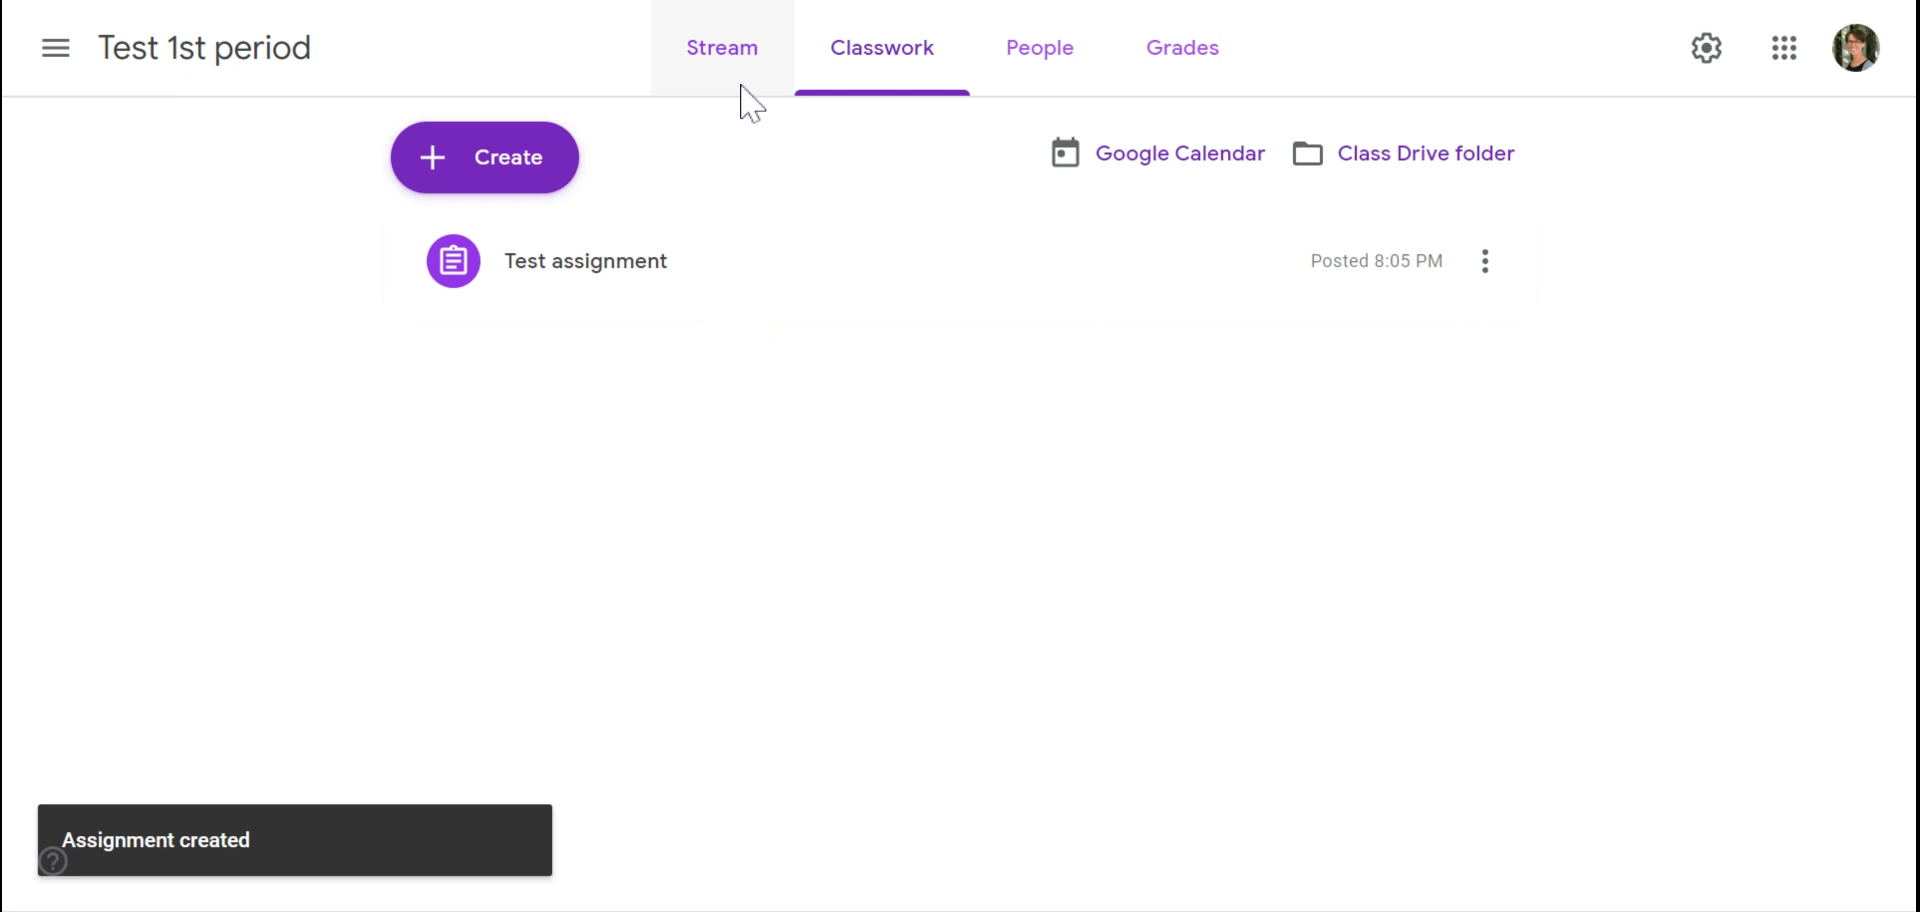 Test 1st period
Stream
Classwork
People
Grades
Create
Google Calendar
Class Drive folder
Test assignment
Posted 8:05 PM
Assignment created